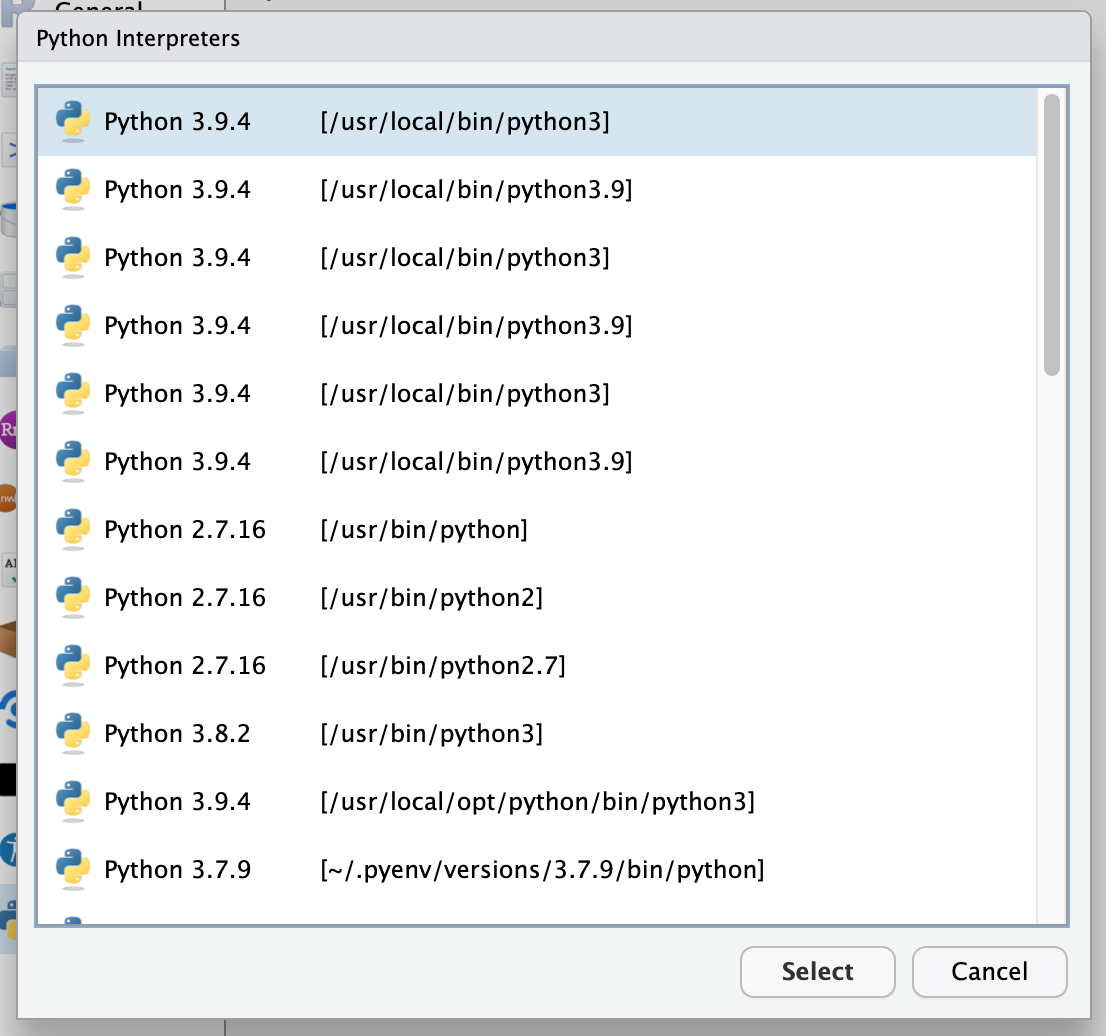 General
Python Interpreters
Python 3.9.4 [/usr/local/bin/python3]
Python 3.9.4 [/usr/local/bin/python3.9]
Python 3.9.4 [/usr/local/bin/python3]
Python 3.9.4 [/usr/local/bin/python3.9]
Python 3.9.4 [/usr/local/bin/python3]
Python 3.9.4 [/usr/local/bin/python3.9]
Python 2.7.16 [/usr/bin/python]
Python 2.7.16 [/usr/bin/python2]
Python 2.7.16 [/usr/bin/python2.7]
Python 3.8.2 [/usr/bin/python3]
Python 3.9.4 [/usr/local/opt/python/bin/python3]
Python 3.7.9 [~/.pyenv/versions/3.7.9/bin/python]
Select Cancel